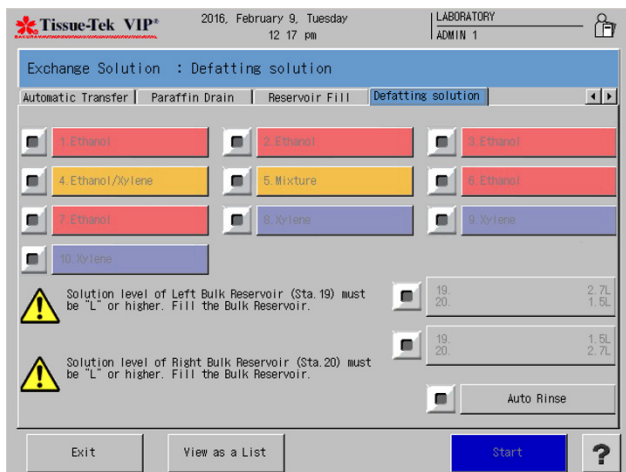 Tissue-Tek VIP®
2016, February 9, Tuesday
12 17 pm
LABORATORY
ADMIN 1
Exchange Solution : Defatting solution
Automatic Transfer
Paraffin Drain
Reservoir Fill
Defatting solution
1.Ethanol
2.Ethanol
3.Ethanol
4.Ethanol/Xylene
5.Mixture
6.Ethanol
7.Ethanol
8.Xylene
9.Xylene
10.Xylene
Solution level of Left Bulk Reservoir (Sta.19) must
be "L" or higher. Fill the Bulk Reservoir.
19. 2.7L
20. 1.5L
Solution level of Right Bulk Reservoir (Sta.20) must
be "L" or higher. Fill the Bulk Reservoir.
19. 1.5L
20. 2.7L
Auto Rinse
Exit
View as a List
Start
?